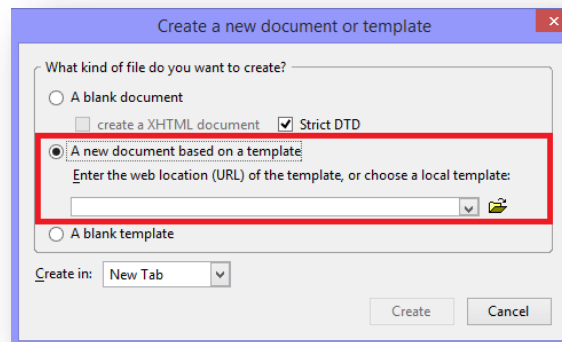 Create a new document or template
What kind of file do you want to create?
A blank document
create a XHTML document Strict DTD
A new document based on a template
Enter the web location (URL) of the template, or choose a local template:
A blank template
Create in: New Tab
Create Cancel